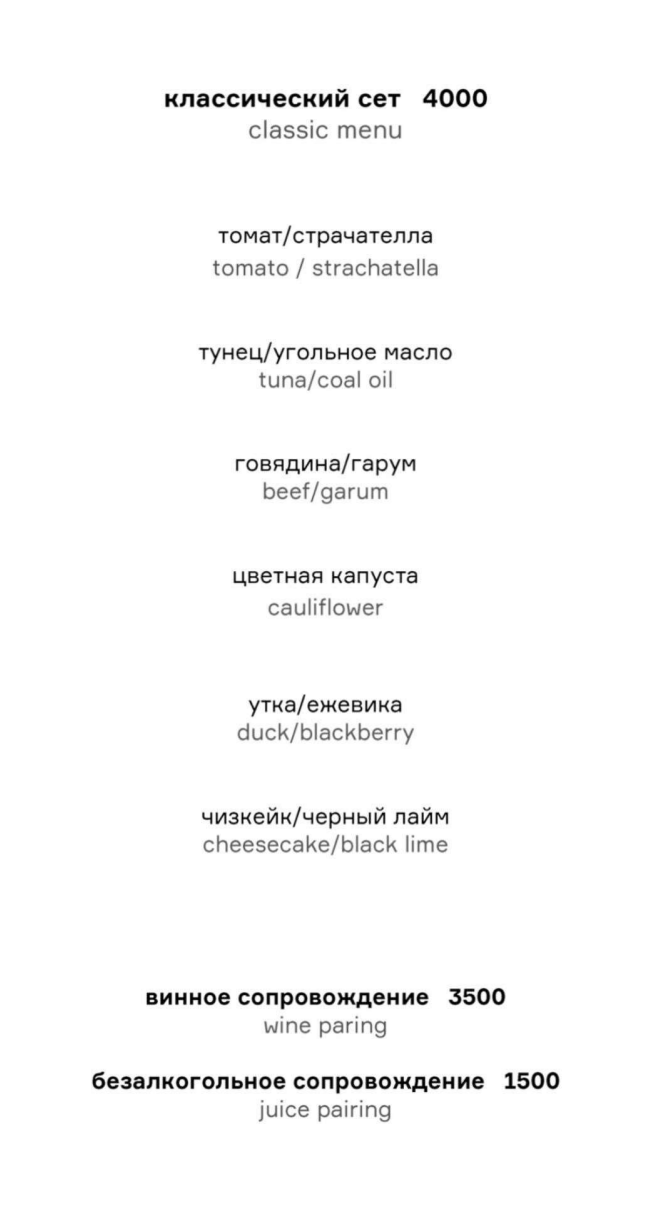 классический сет 4000
classic menu
томат/страчателла
tomato / strachatella
тунец/угольное масло
tuna/coal oil
говядина/гарум
beef/garum
цветная капуста
cauliflower
утка/ежевика
duck/blackberry
чизкейк/черный лайм
cheesecake/black lime
винное сопровождение 3500
wine paring
безалкогольное сопровождение 1500
juice pairing